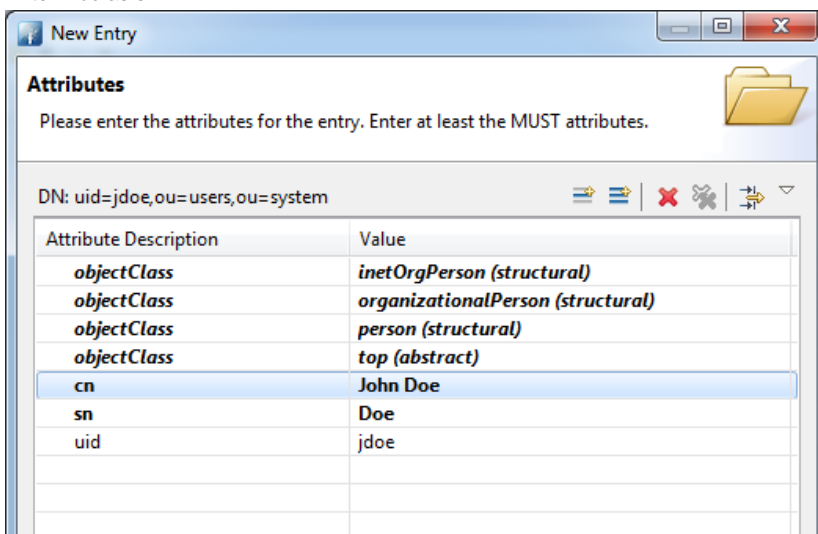 New Entry
Attributes
Please enter the attributes for the entry. Enter at least the MUST attributes.
DN: uid=jdoe,ou=users,ou=system
Attribute Description Value
objectClass inetOrgPerson (structural)
objectClass organizationalPerson (structural)
objectClass person (structural)
objectClass top (abstract)
cn John Doe
sn Doe
uid jdoe